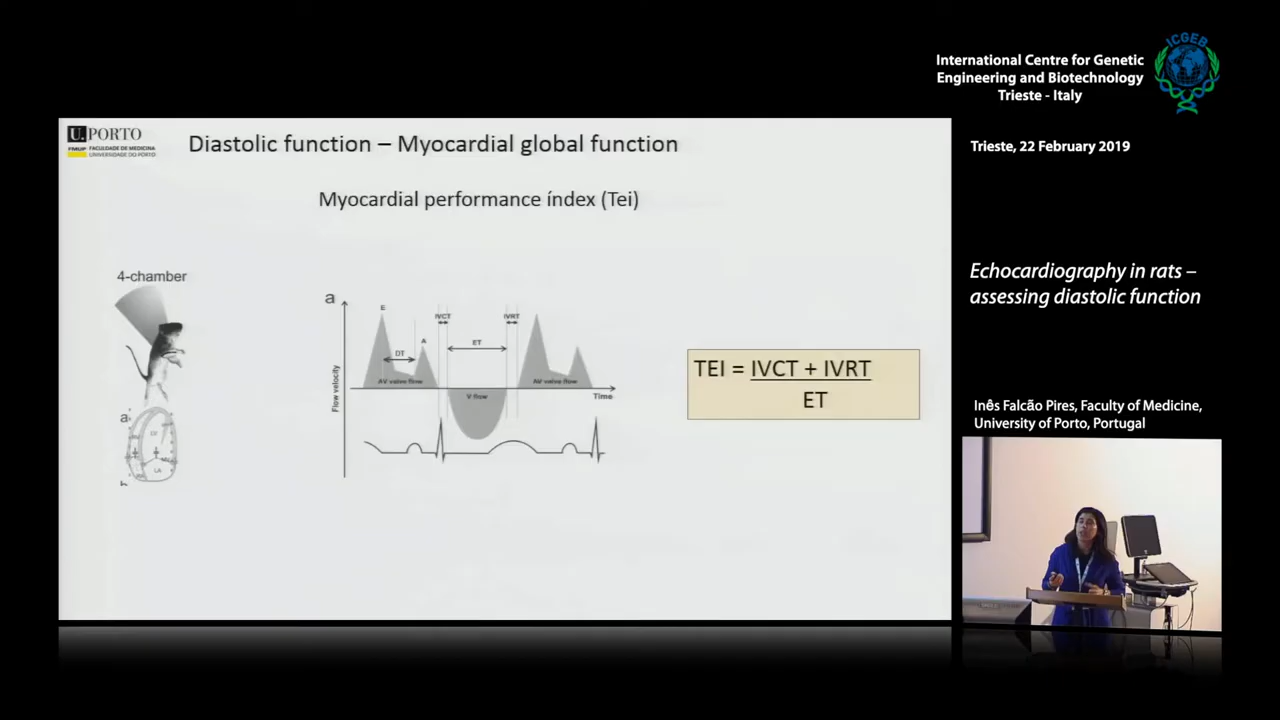 International Centre for Genetic
Engineering and Biotechnology
Trieste - Italy
ICGEB
Trieste, 22 February 2019
U. PORTO
FMUP FACULDADE DE MEDICINA
UNIVERSIDADE DO PORTO
Diastolic function – Myocardial global function
Myocardial performance índex (Tei)
4-chamber
a
E
IVCT
IVRT
ET
DT
A
AV valve flow
AV valve flow
V flow
Time
Flow velocity
TEI = IVCT + IVRT
ET
a
LA
Echocardiography in rats –
assessing diastolic function
Inês Falcão Pires, Faculty of Medicine,
University of Porto, Portugal